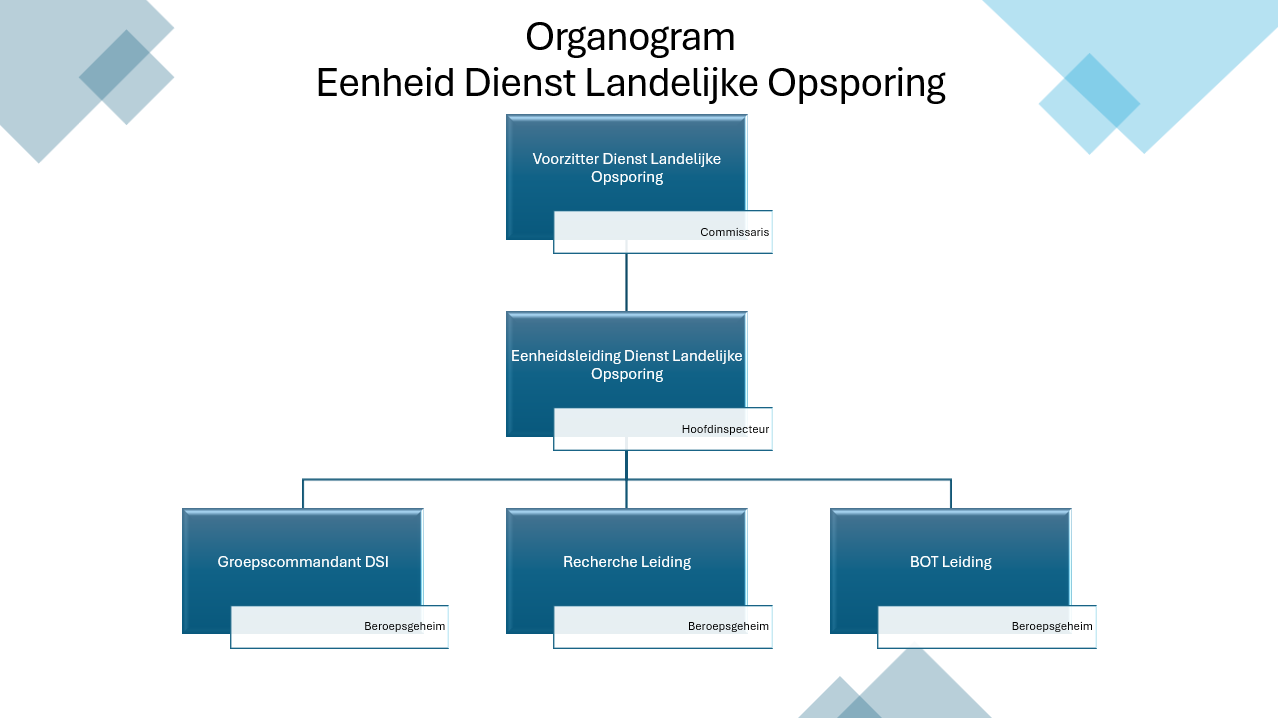 Organogram
Eenheid Dienst Landelijke Opsporing
Voorzitter Dienst Landelijke
Opsporing
Commissaris
Eenheidsleiding Dienst Landelijke
Opsporing
Hoofdinspecteur
Groepscommandant DSI
Beroepsgeheim
Recherche Leiding
Beroepsgeheim
BOT Leiding
Beroepsgeheim